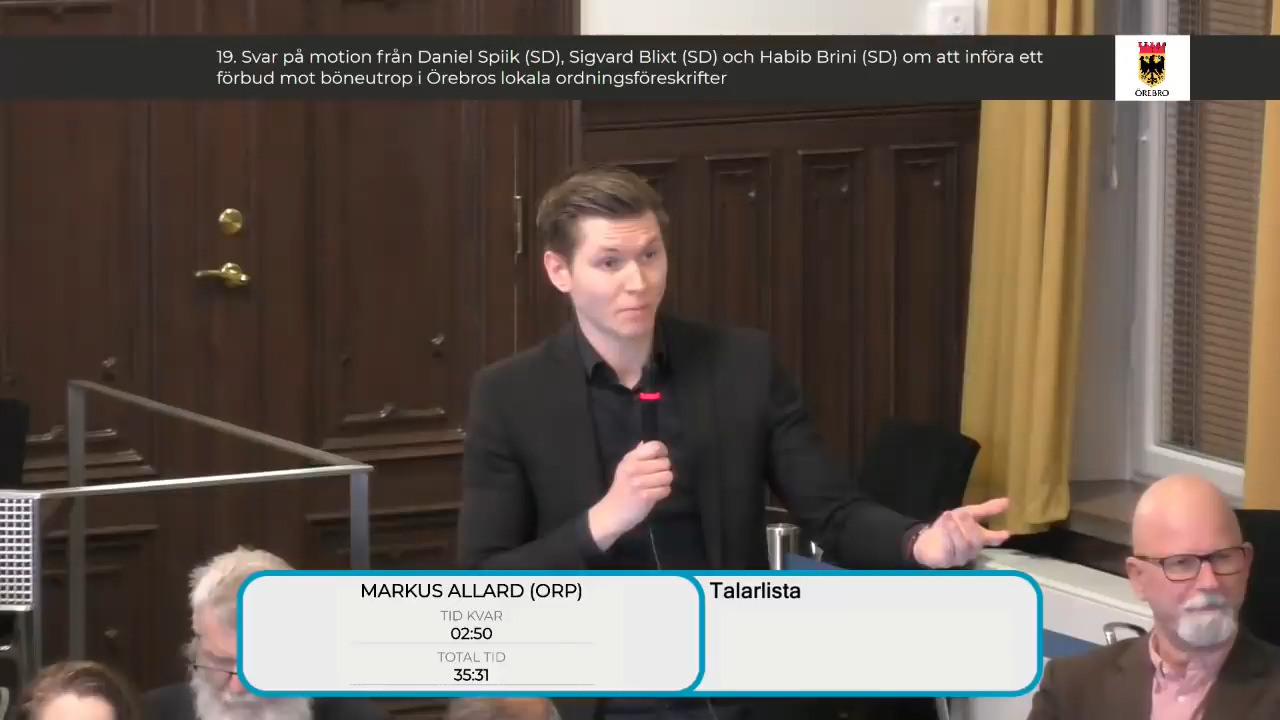 19. Svar på motion från Daniel Spiik (SD), Sigvard Blixt (SD) och Habib Brini (SD) om att införa ett
förbud mot böneutrop i Örebros lokala ordningsföreskrifter
ÖREBRO
MARKUS ALLARD (ORP)
TID KVAR
02:50
TOTAL TID
35:31
Talarlista